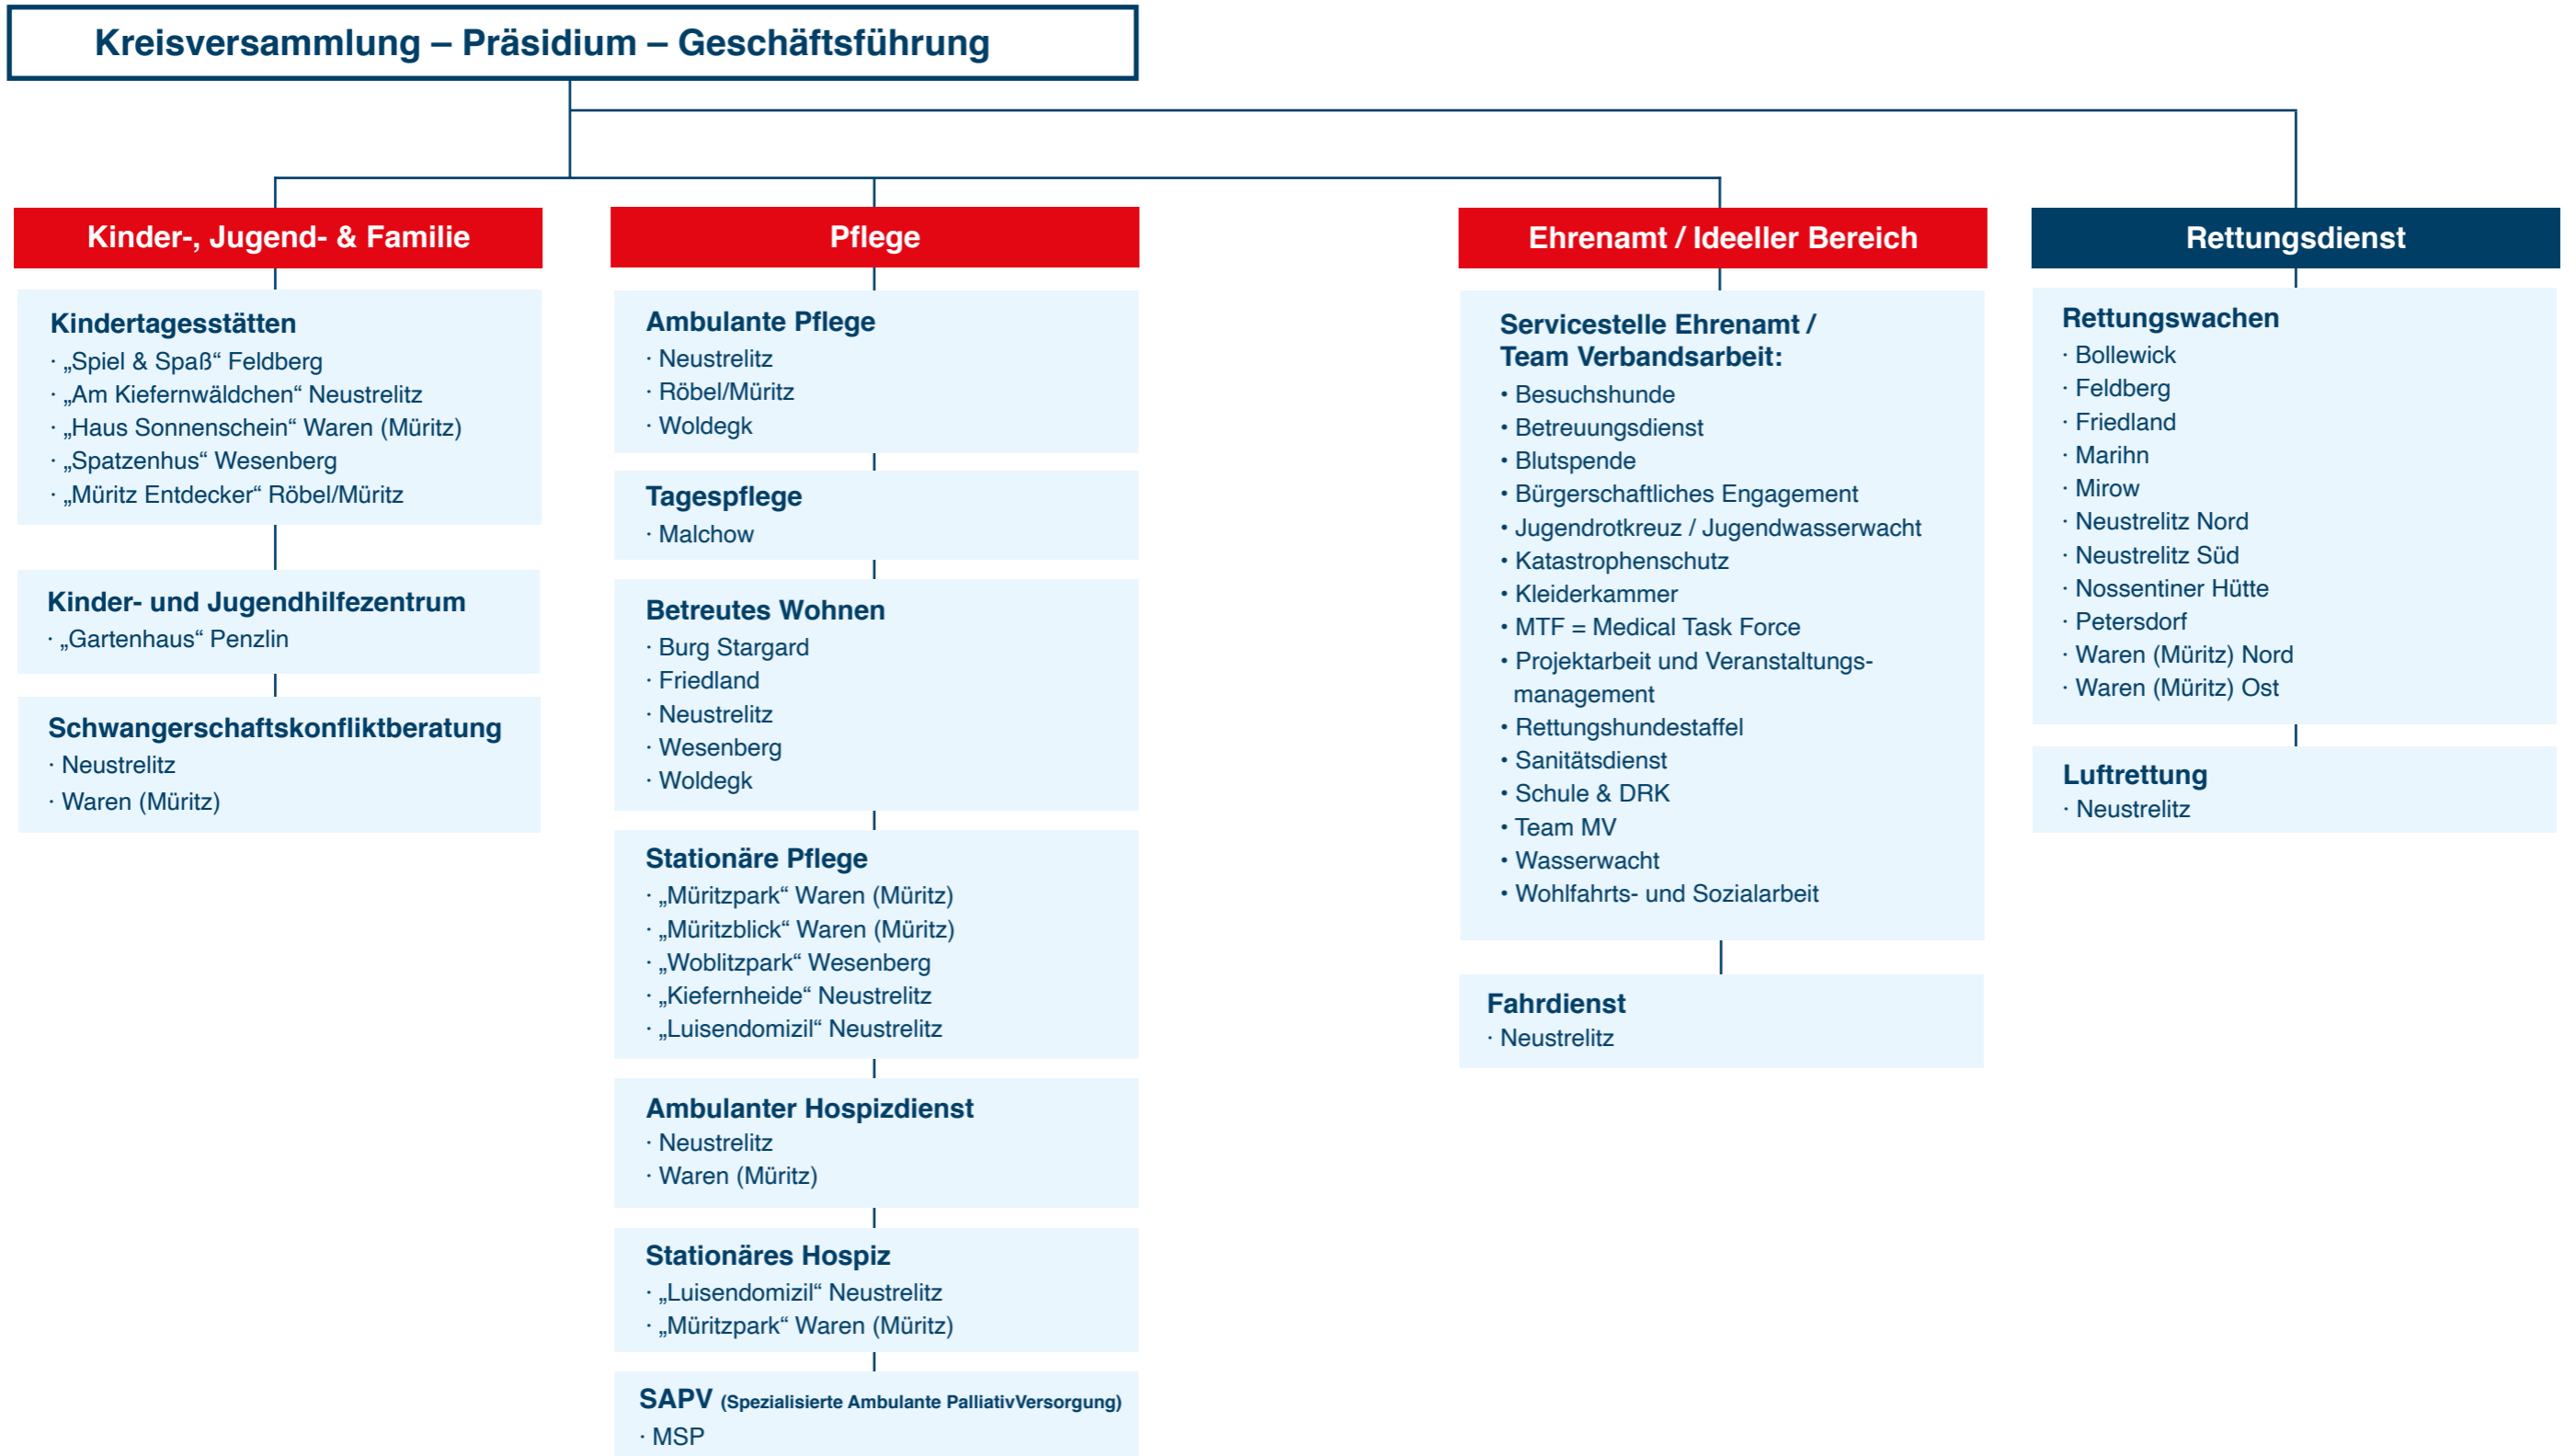 Kreisversammlung – Präsidium – Geschäftsführung
Kinder-, Jugend- & Familie
Kindertagesstätten
· „Spiel & Spaß“ Feldberg
· „Am Kiefernwäldchen“ Neustrelitz
· „Haus Sonnenschein“ Waren (Müritz)
· „Spatzenhus“ Wesenberg
· „Müritz Entdecker“ Röbel/Müritz
Kinder- und Jugendhilfezentrum
· „Gartenhaus“ Penzlin
Schwangerschaftskonfliktberatung
· Neustrelitz
· Waren (Müritz)
Pflege
Ambulante Pflege
· Neustrelitz
· Röbel/Müritz
· Woldegk
Tagespflege
· Malchow
Betreutes Wohnen
· Burg Stargard
· Friedland
· Neustrelitz
· Wesenberg
· Woldegk
Stationäre Pflege
· „Müritzpark“ Waren (Müritz)
· „Müritzblick“ Waren (Müritz)
· „Woblitzpark“ Wesenberg
· „Kiefernheide“ Neustrelitz
· „Luisendomizil“ Neustrelitz
Ambulanter Hospizdienst
· Neustrelitz
· Waren (Müritz)
Stationäres Hospiz
· „Luisendomizil“ Neustrelitz
· „Müritzpark“ Waren (Müritz)
SAPV (Spezialisierte Ambulante PalliativVersorgung)
· MSP
Ehrenamt / Ideeller Bereich
Servicestelle Ehrenamt /
Team Verbandsarbeit:
• Besuchshunde
• Betreuungsdienst
• Blutspende
• Bürgerschaftliches Engagement
• Jugendrotkreuz / Jugendwasserwacht
• Katastrophenschutz
• Kleiderkammer
• MTF = Medical Task Force
• Projektarbeit und Veranstaltungs-
management
• Rettungshundestaffel
• Sanitätsdienst
• Schule & DRK
• Team MV
• Wasserwacht
• Wohlfahrts- und Sozialarbeit
Fahrdienst
· Neustrelitz
Rettungsdienst
Rettungswachen
· Bollewick
· Feldberg
· Friedland
· Marihn
· Mirow
· Neustrelitz Nord
· Neustrelitz Süd
· Nossentiner Hütte
· Petersdorf
· Waren (Müritz) Nord
· Waren (Müritz) Ost
Luftrettung
· Neustrelitz